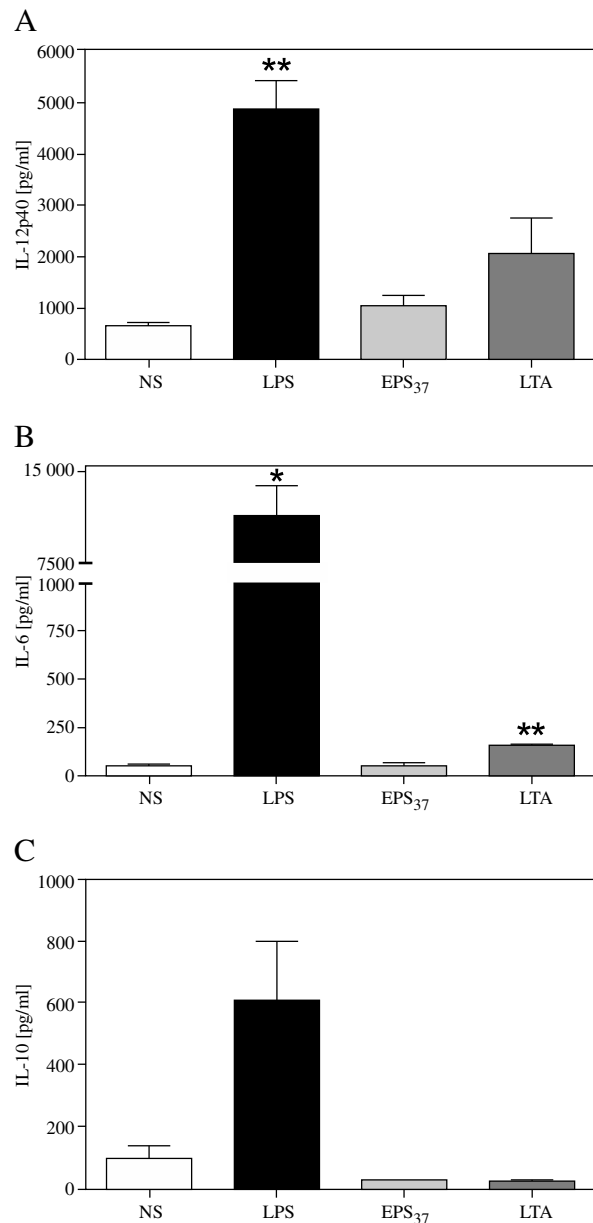 A
IL-12p40 [pg/ml]
6000
5000
4000
3000
2000
1000
0
**
NS LPS EPS37 LTA
B
IL-6 [pg/ml]
15 000
7500
1000
750
500
250
0
*
**
NS LPS EPS37 LTA
C
IL-10 [pg/ml]
1000
800
600
400
200
0
NS LPS EPS37 LTA